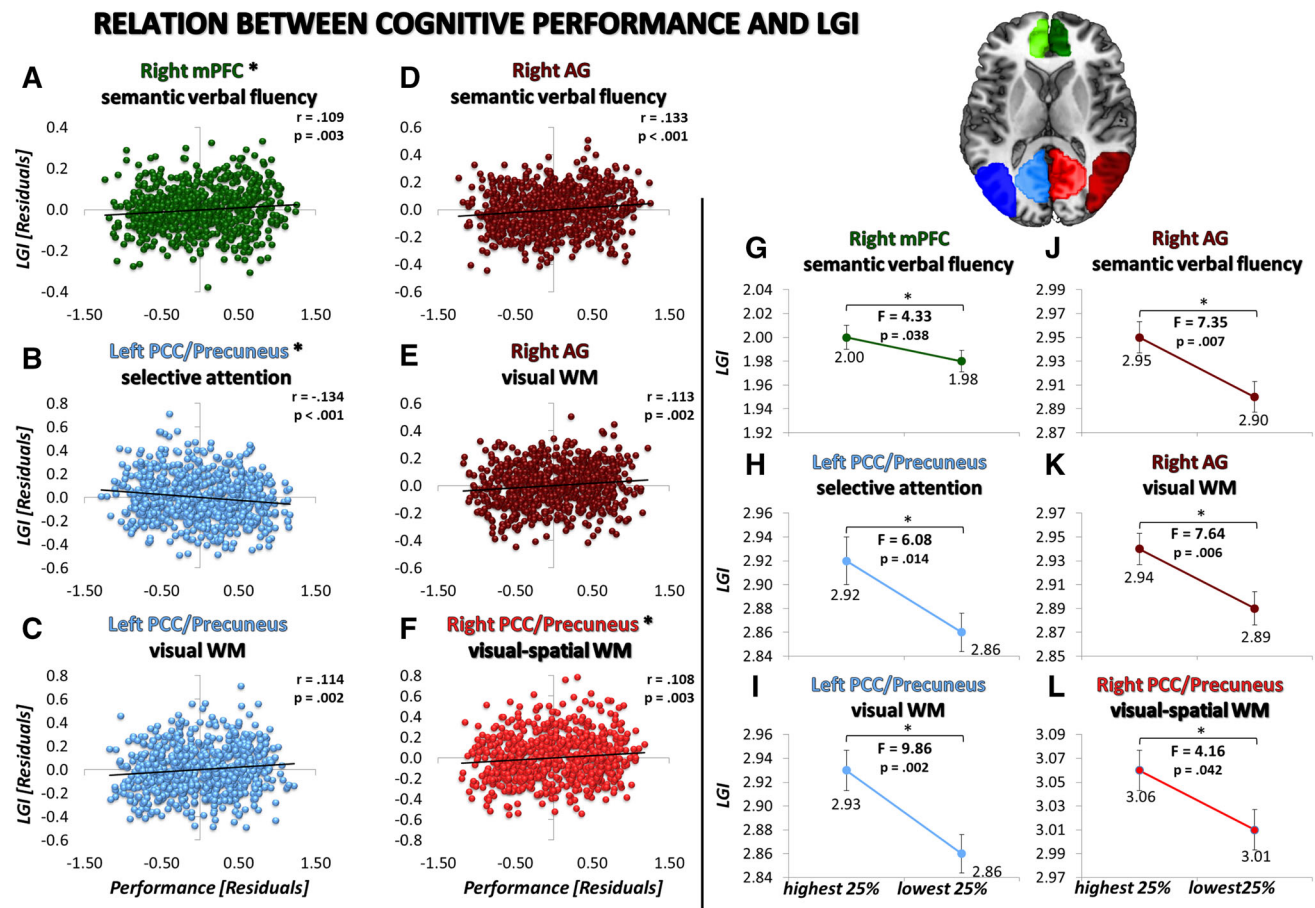 RELATION BETWEEN COGNITIVE PERFORMANCE AND LGI
A
Right mPFC *
semantic verbal fluency
r = .109
p = .003
LGI [Residuals]
0.4
0.2
0.0
-0.2
-0.4
-1.50 -0.50 0.50 1.50
B
Left PCC/Precuneus *
selective attention
r = -.134
p < .001
LGI [Residuals]
0.8
0.6
0.4
0.2
0.0
-0.2
-0.4
-0.6
-1.50 -0.50 0.50 1.50
C
Left PCC/Precuneus
visual WM
r = .114
p = .002
LGI [Residuals]
0.8
0.6
0.4
0.2
0.0
-0.2
-0.4
-0.6
-1.50 -0.50 0.50 1.50
Performance [Residuals]
D
Right AG
semantic verbal fluency
r = .133
p < .001
0.6
0.4
0.2
0.0
-0.2
-0.4
-0.6
-1.50 -0.50 0.50 1.50
E
Right AG
visual WM
r = .113
p = .002
0.6
0.4
0.2
0.0
-0.2
-0.4
-0.6
-1.50 -0.50 0.50 1.50
F
Right PCC/Precuneus *
visual-spatial WM
r = .108
p = .003
0.8
0.6
0.4
0.2
0.0
-0.2
-0.4
-0.6
-0.8
-1.50 -0.50 0.50 1.50
Performance [Residuals]
G
Right mPFC
semantic verbal fluency
*
F = 4.33
p = .038
LGI
2.04
2.02
2.00
1.98
1.96
1.94
1.92
2.00
1.98
H
Left PCC/Precuneus
selective attention
*
F = 6.08
p = .014
LGI
2.96
2.94
2.92
2.90
2.88
2.86
2.84
2.92
2.86
I
Left PCC/Precuneus
visual WM
*
F = 9.86
p = .002
LGI
2.96
2.94
2.92
2.90
2.88
2.86
2.84
2.93
2.86
highest 25% lowest 25%
J
Right AG
semantic verbal fluency
*
F = 7.35
p = .007
2.99
2.97
2.95
2.93
2.91
2.89
2.87
2.95
2.90
K
Right AG
visual WM
*
F = 7.64
p = .006
2.97
2.95
2.93
2.91
2.89
2.87
2.85
2.94
2.89
L
Right PCC/Precuneus
visual-spatial WM
*
F = 4.16
p = .042
3.09
3.07
3.05
3.03
3.01
2.99
2.97
3.06
3.01
highest 25% lowest25%